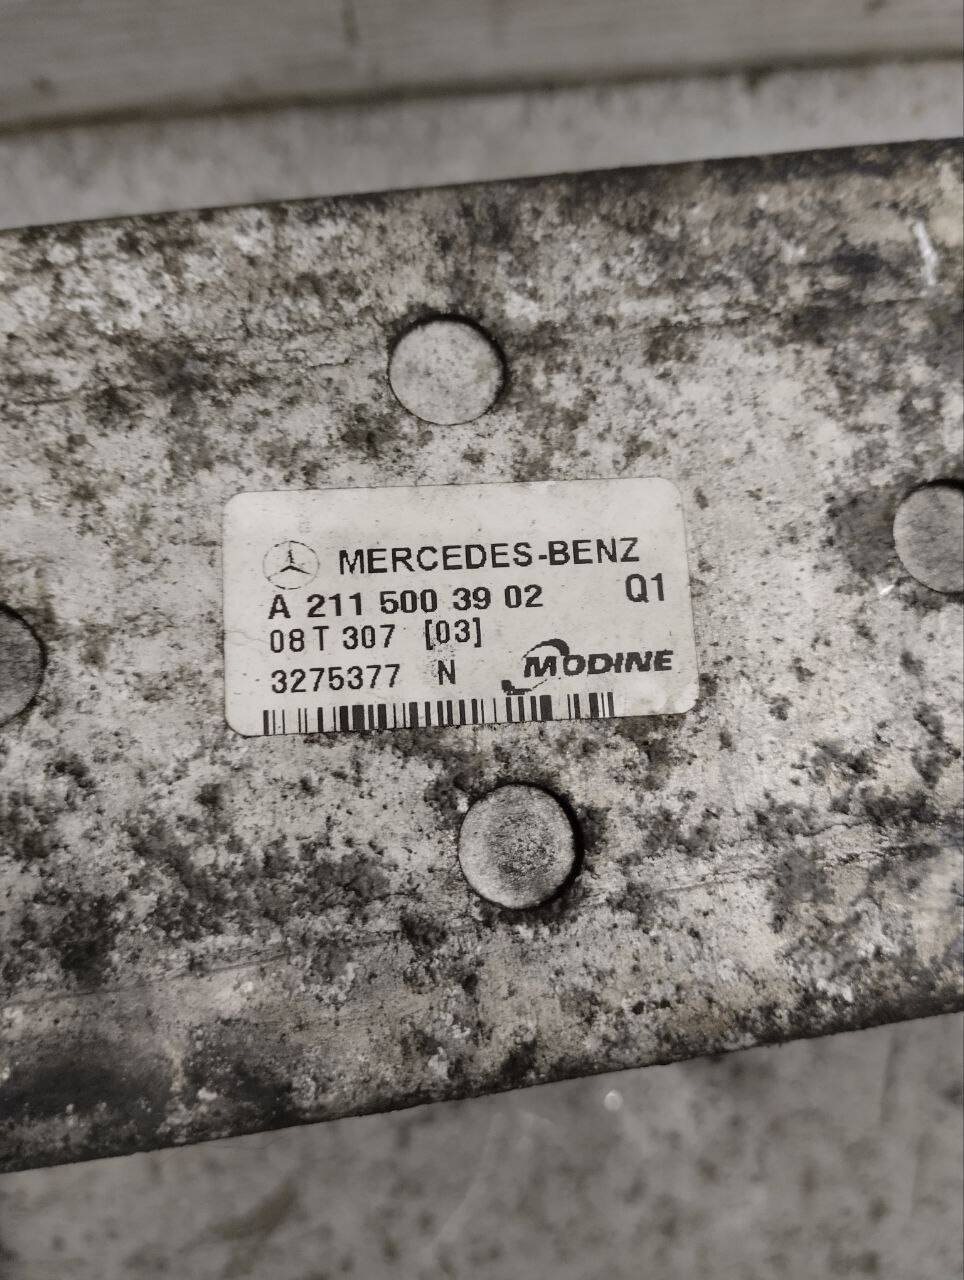 MERCEDES-BENZ
A 211 500 39 02 Q1
08 T 307 [03]
3275377 N MODINE